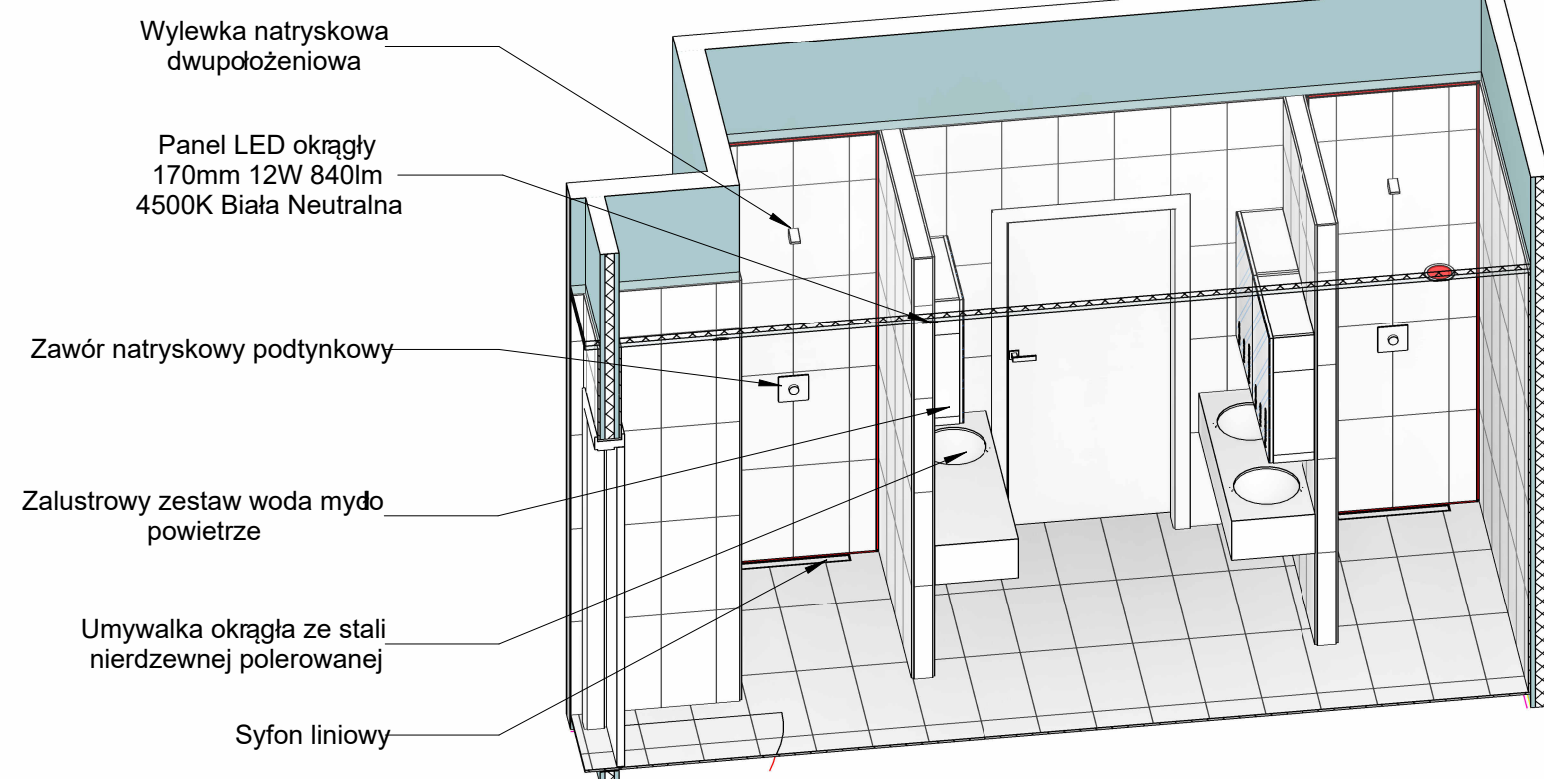 Wylewka natryskowa
dwupołożeniowa
Panel LED okrągły
170mm 12W 840lm
4500K Biała Neutralna
Zawór natryskowy podtynkowy
Zalustrowy zestaw woda mydło
powietrze
Umywalka okrągła ze stali
nierdzewnej polerowanej
Syfon liniowy